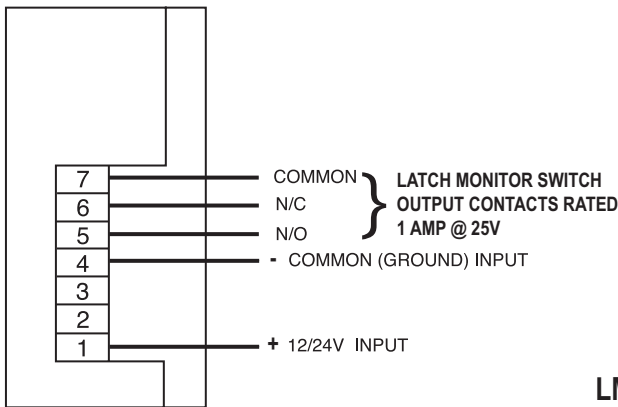 7 COMMON
6 N/C
5 N/O
LATCH MONITOR SWITCH
OUTPUT CONTACTS RATED
1 AMP @ 25V
4 - COMMON (GROUND) INPUT
3
2
1 + 12/24V INPUT